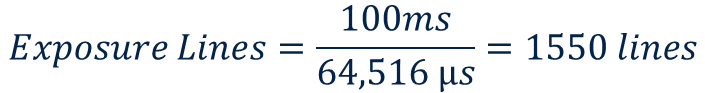 Exposure Lines = 100ms / 64,516 μs = 1550 lines